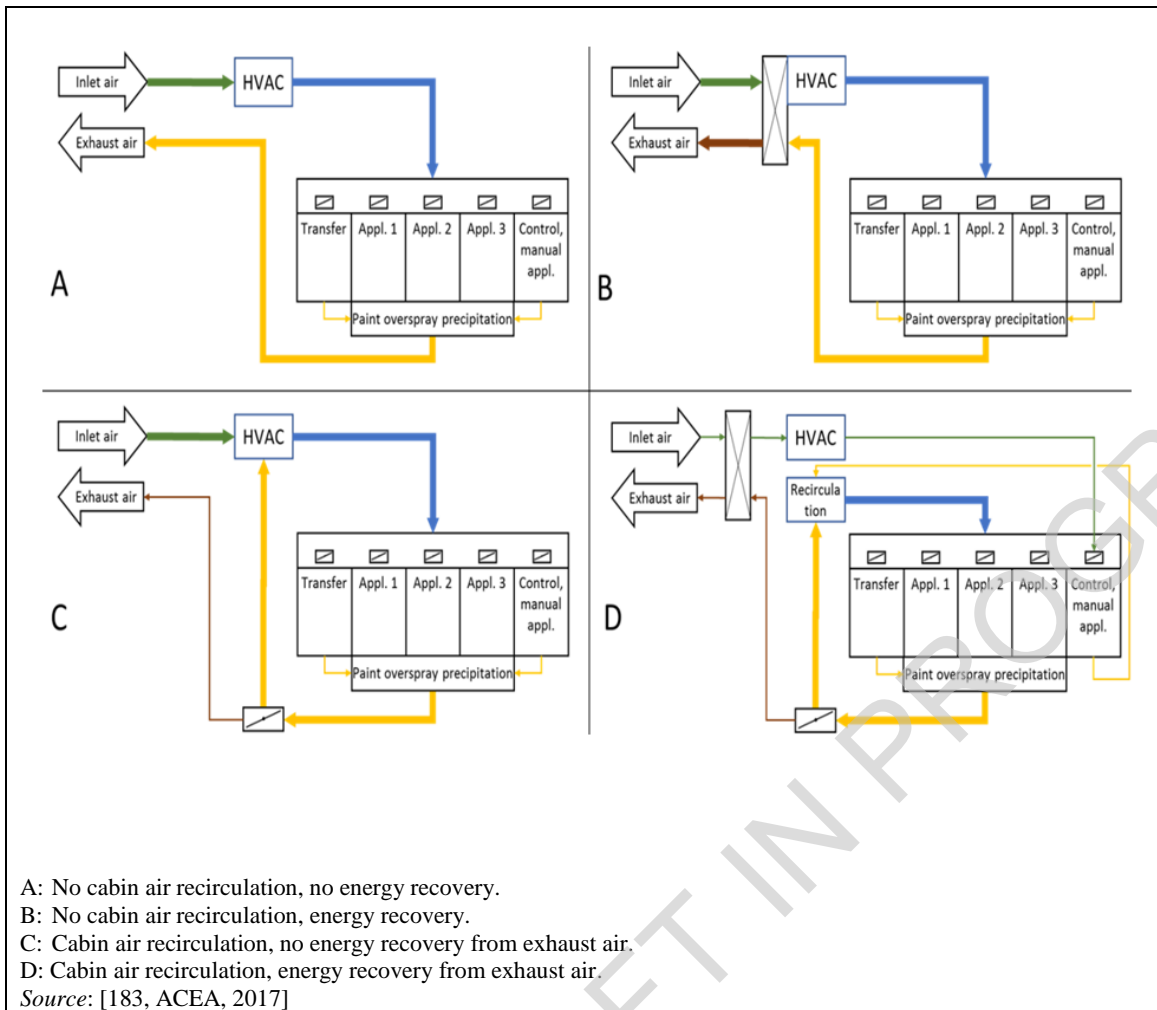 Inlet air
HVAC
Exhaust air
Transfer
Appl. 1
Appl. 2
Appl. 3
Control,
manual
appl.
Paint overspray precipitation
A
Inlet air
HVAC
Exhaust air
Transfer
Appl. 1
Appl. 2
Appl. 3
Control,
manual
appl.
Paint overspray precipitation
B
Inlet air
HVAC
Exhaust air
Transfer
Appl. 1
Appl. 2
Appl. 3
Control,
manual
appl.
Paint overspray precipitation
C
Inlet air
HVAC
Exhaust air
Recircula
tion
Transfer
Appl. 1
Appl. 2
Appl. 3
Control,
manual
appl.
Paint overspray precipitation
D
A: No cabin air recirculation, no energy recovery.
B: No cabin air recirculation, energy recovery.
C: Cabin air recirculation, no energy recovery from exhaust air.
D: Cabin air recirculation, energy recovery from exhaust air.
Source: [183, ACEA, 2017]